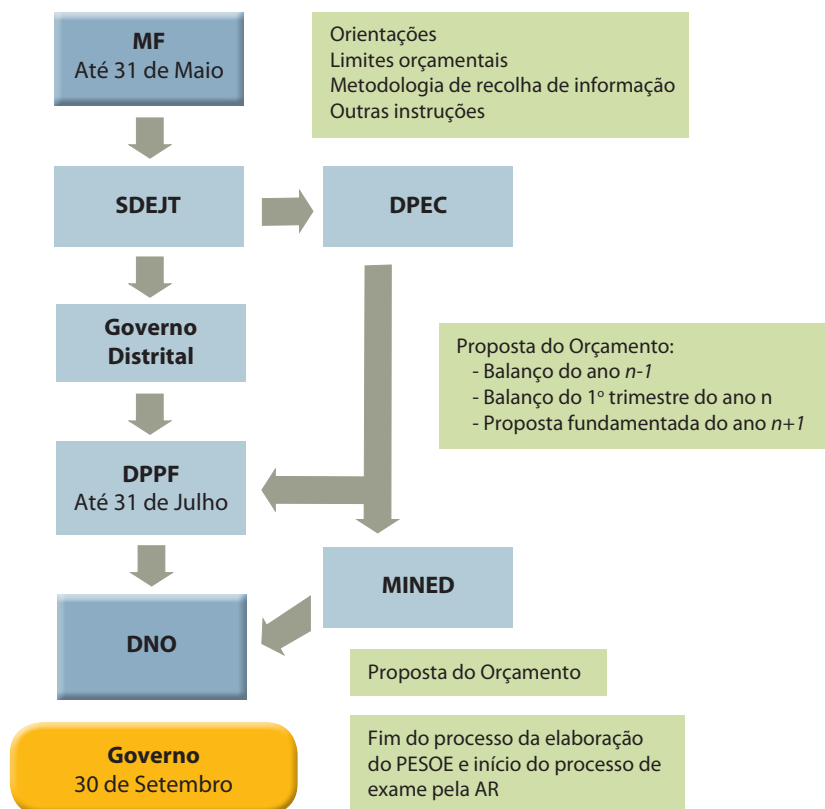 MF
Até 31 de Maio
Orientações
Limites orçamentais
Metodologia de recolha de informação
Outras instruções
SDEJT
DPEC
Governo
Distrital
Proposta do Orçamento:
- Balanço do ano n-1
- Balanço do 1º trimestre do ano n
- Proposta fundamentada do ano n+1
DPPF
Até 31 de Julho
MINED
DNO
Proposta do Orçamento
Governo
30 de Setembro
Fim do processo da elaboração
do PESOE e início do processo de
exame pela AR